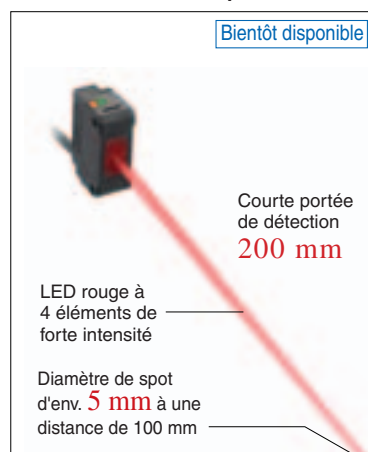 Bientôt disponible
Courte portée
de détection
200 mm
LED rouge à
4 éléments de
forte intensité
Diamètre de spot
d'env. 5 mm à une
distance de 100 mm